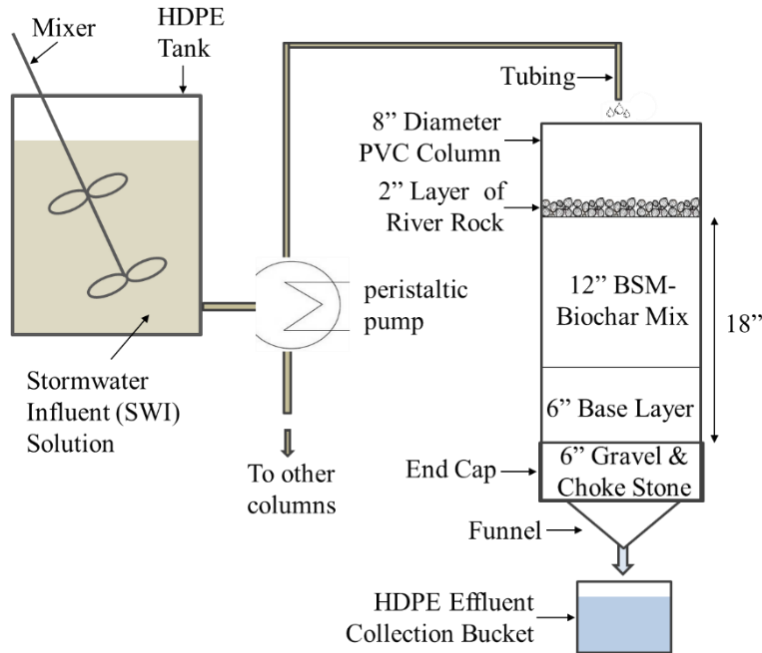 Mixer
HDPE
Tank
Tubing
8” Diameter
PVC Column
2” Layer of
River Rock
peristaltic
pump
12” BSM-
Biochar Mix
18”
Stormwater
Influent (SWI)
Solution
6” Base Layer
To other
columns
End Cap
6” Gravel &
Choke Stone
Funnel
HDPE Effluent
Collection Bucket